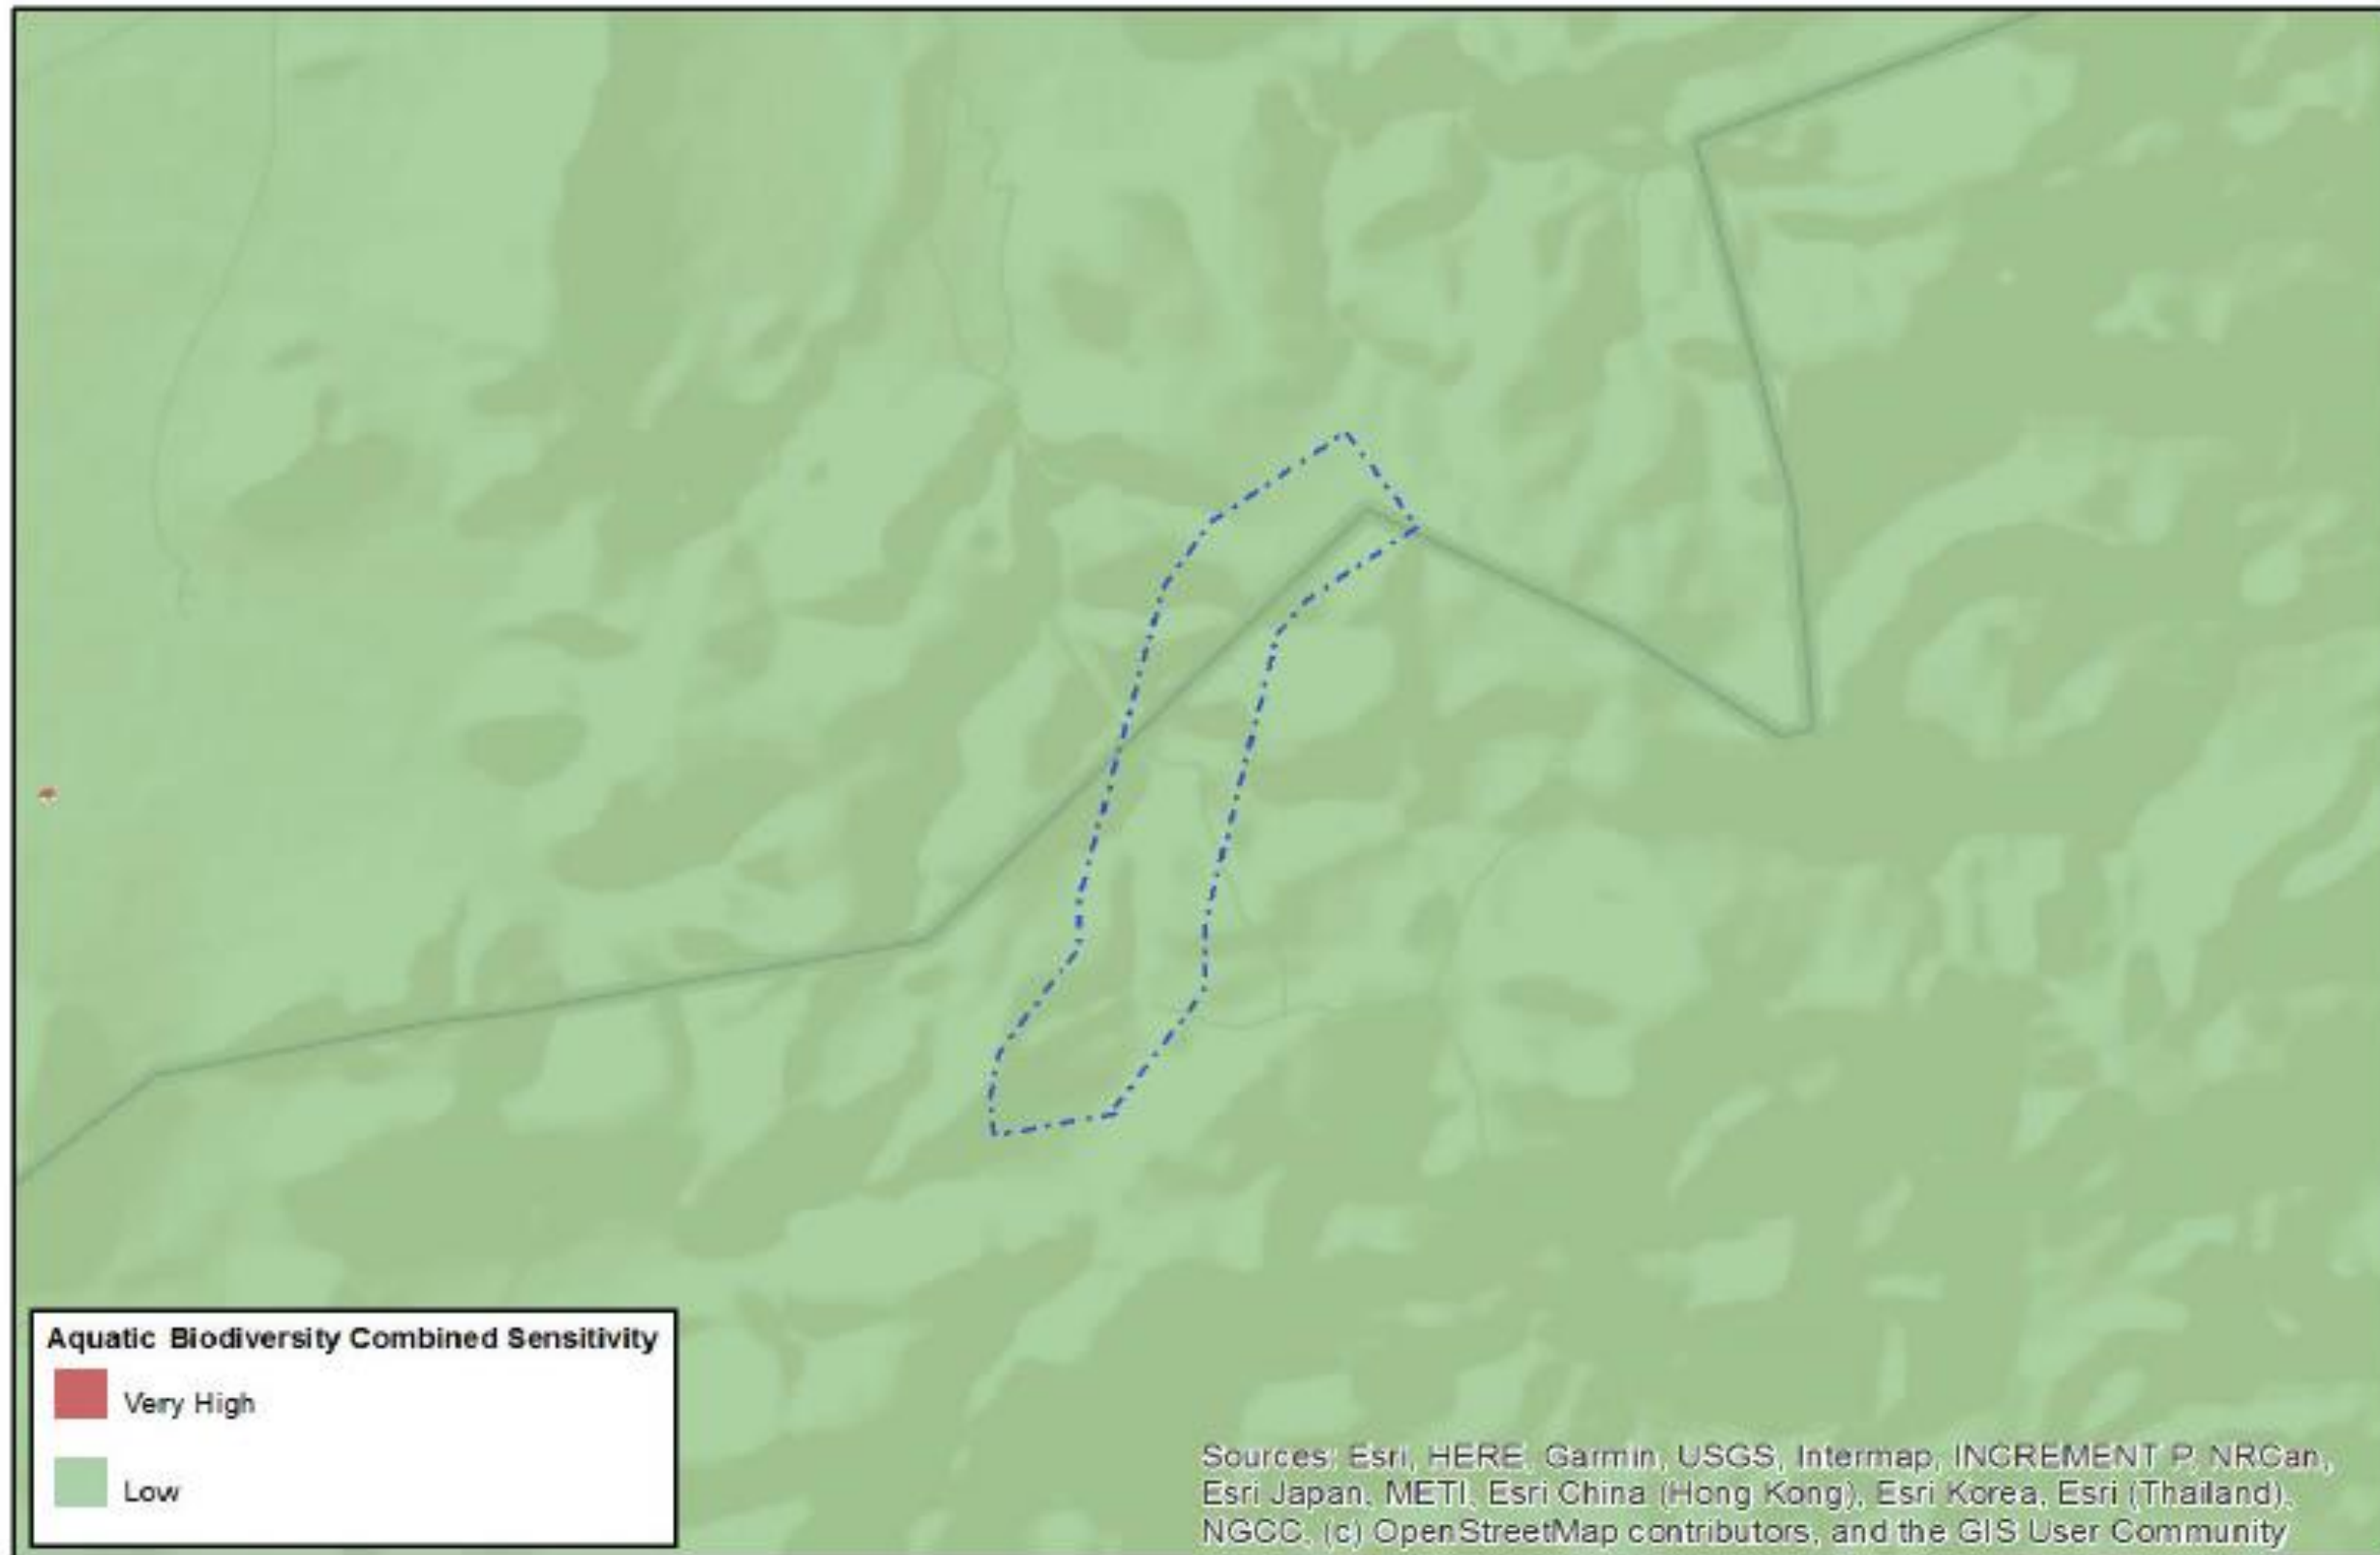 Aquatic Biodiversity Combined Sensitivity
Very High
Low
Sources: Esri, HERE, Garmin, USGS, Intermap, INCREMENT P, NRCan,
Esri Japan, METI, Esri China (Hong Kong), Esri Korea, Esri (Thailand),
NGCC, (c) OpenStreetMap contributors, and the GIS User Community